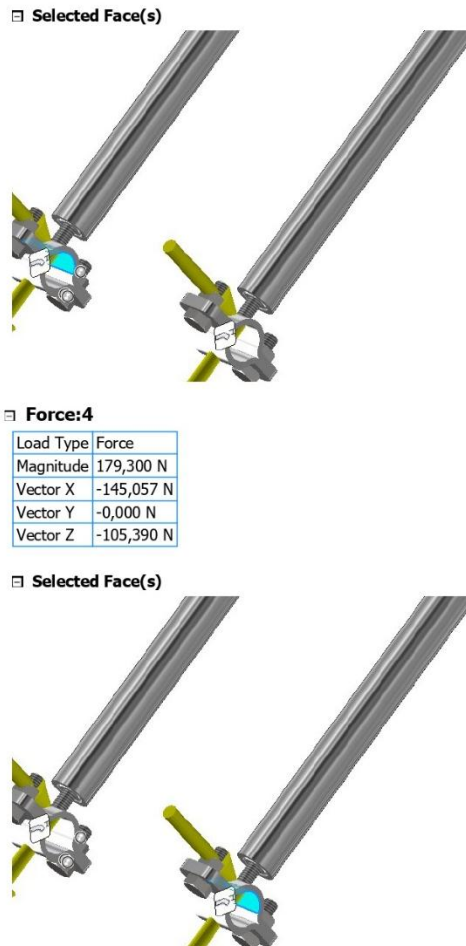 Selected Face(s)
Force:4
Load Type Force
Magnitude 179,300 N
Vector X -145,057 N
Vector Y -0,000 N
Vector Z -105,390 N
Selected Face(s)